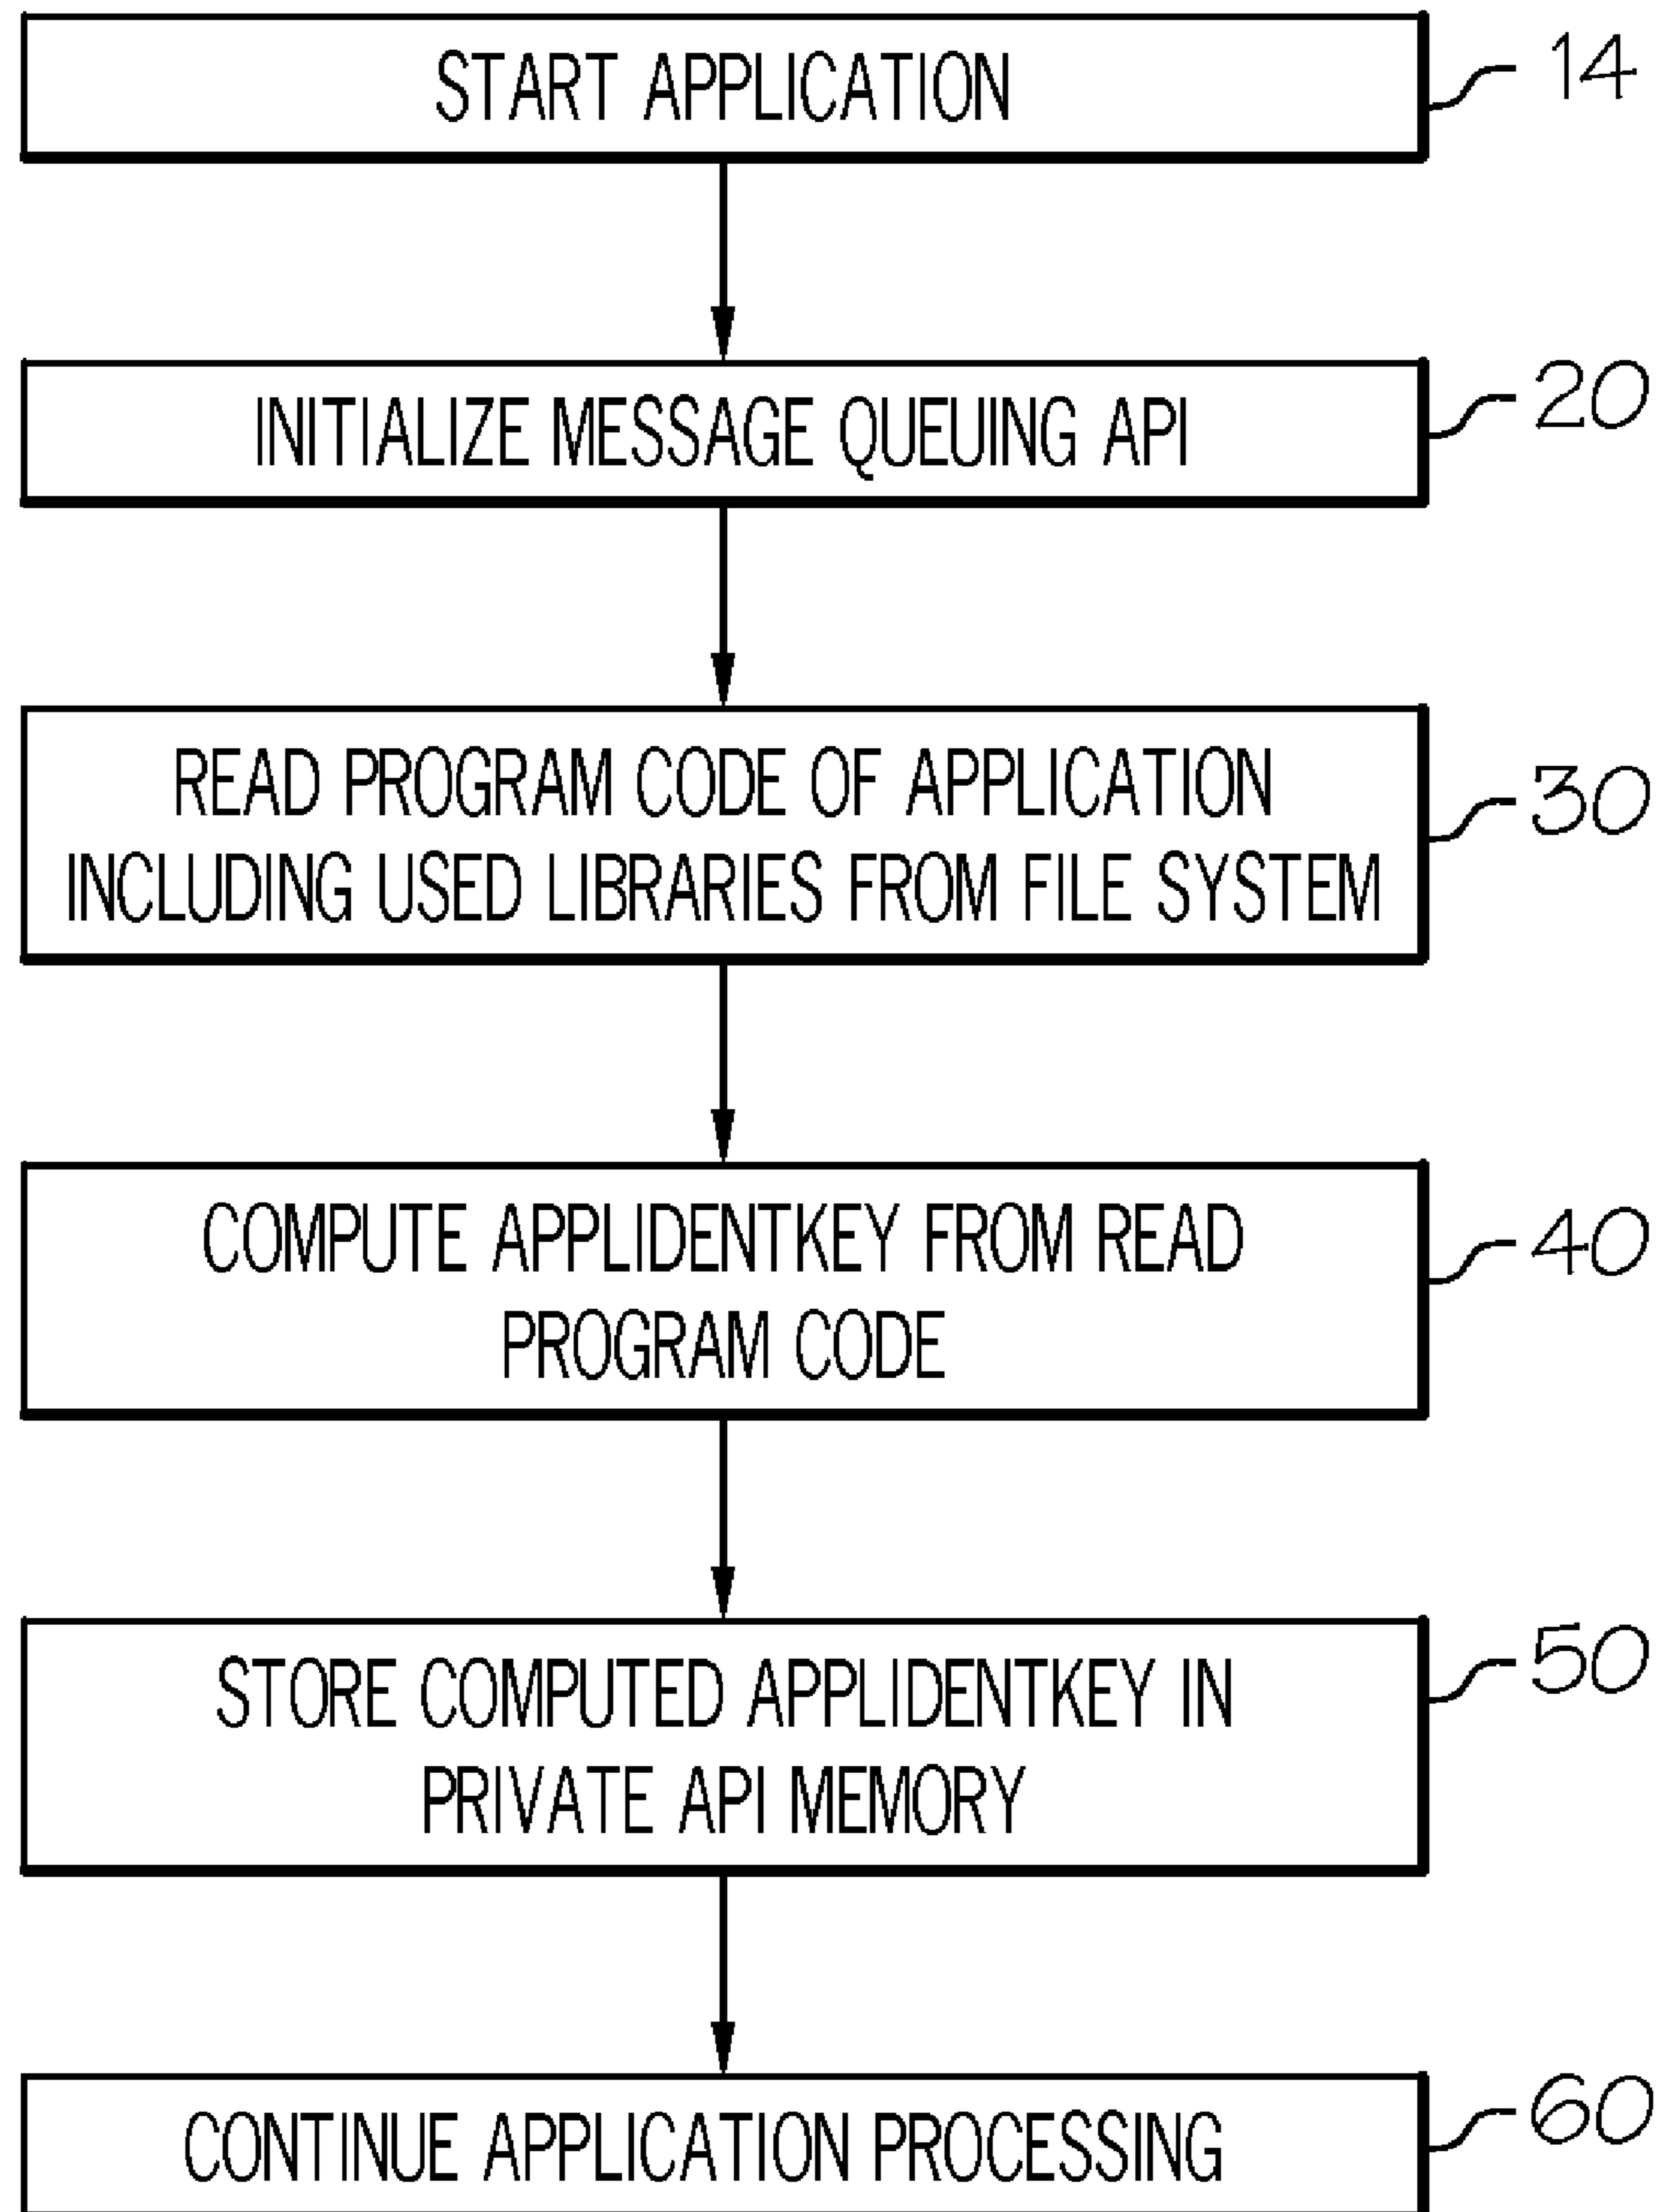 START APPLICATION
14
INITIALIZE MESSAGE QUEUING API
20
READ PROGRAM CODE OF APPLICATION
INCLUDING USED LIBRARIES FROM FILE SYSTEM
30
COMPUTE APPLIDENTKEY FROM READ
PROGRAM CODE
40
STORE COMPUTED APPLIDENTKEY IN
PRIVATE API MEMORY
50
CONTINUE APPLICATION PROCESSING
60